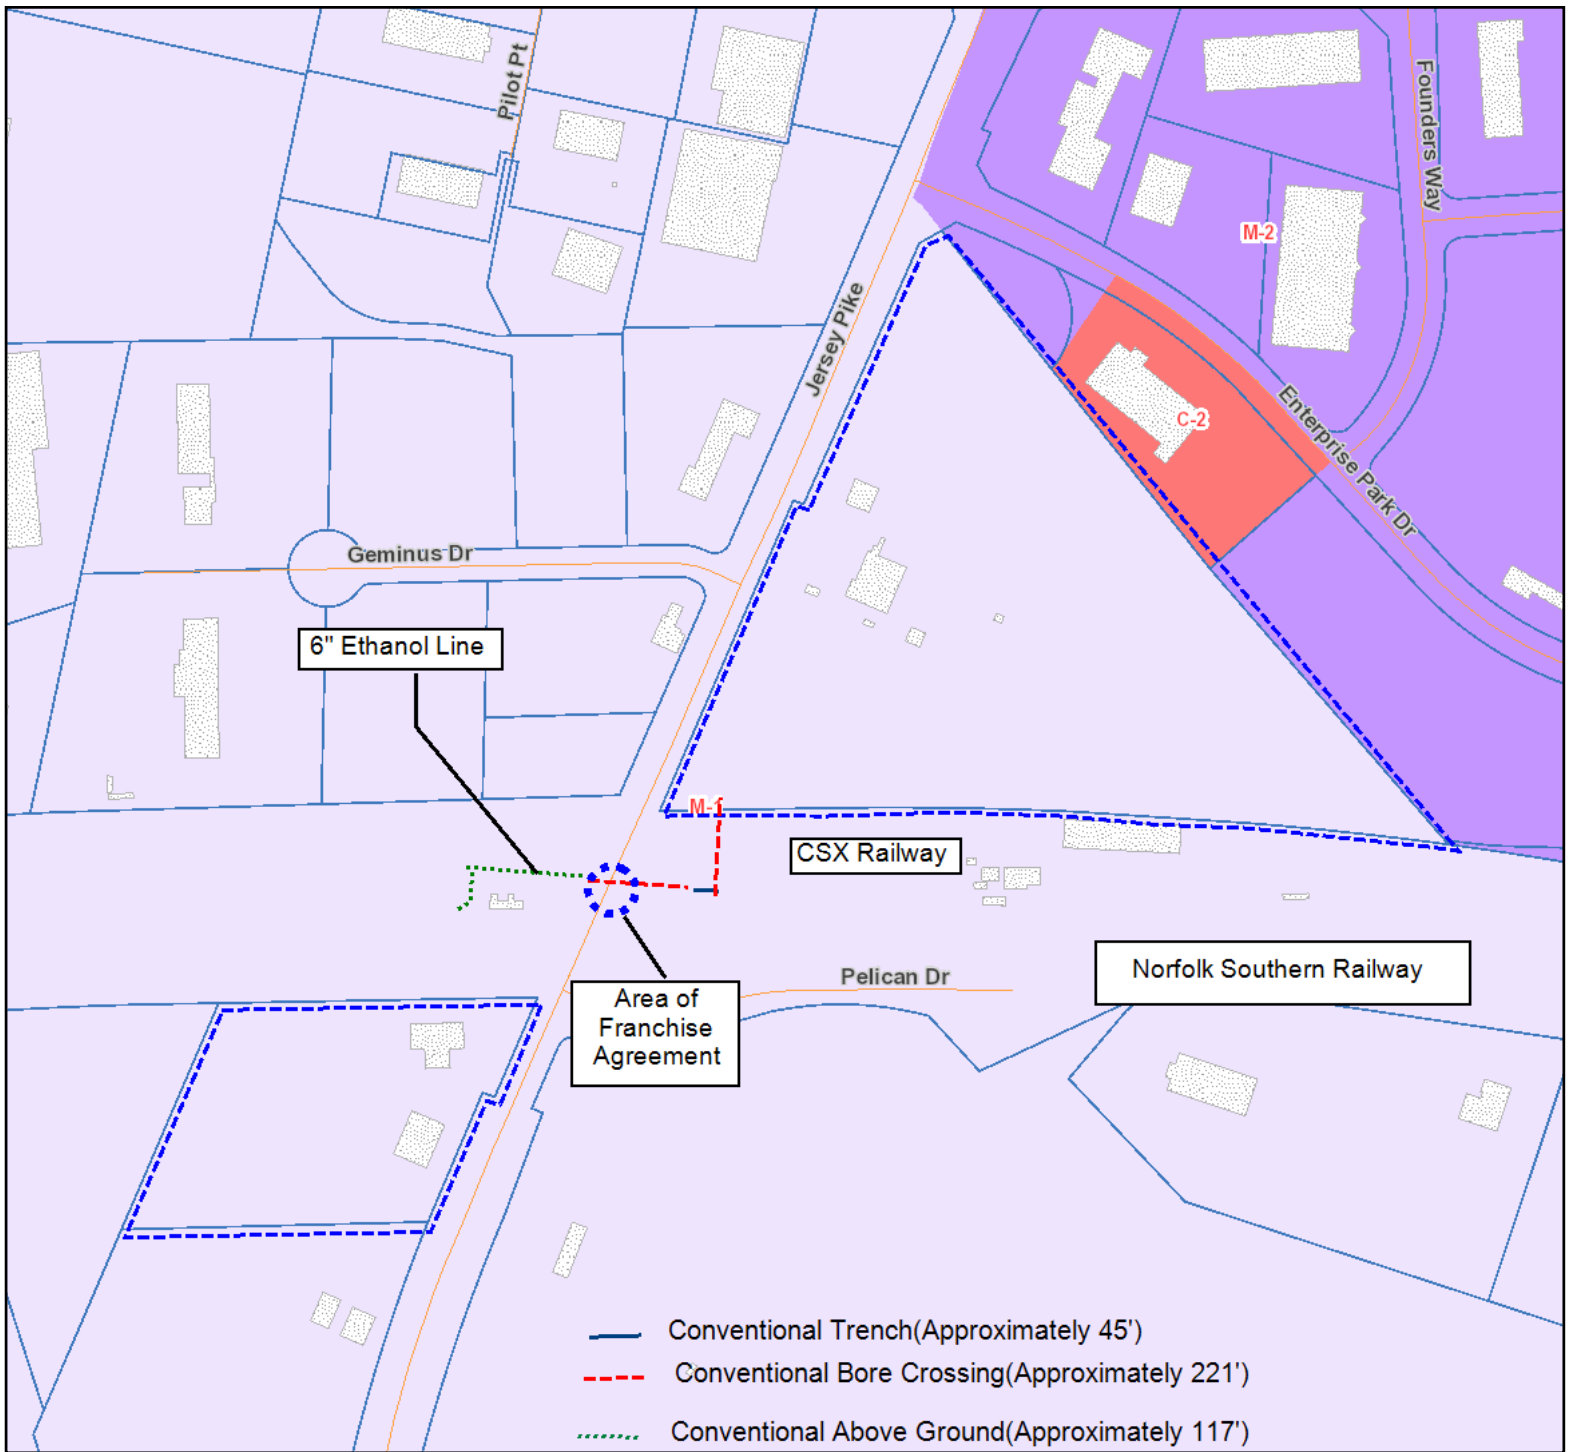 Pilot Pt
Founders Way
M-2
Jersey Pike
C-2
Enterprise Park Dr
Geminus Dr
6" Ethanol Line
M-1
CSX Railway
Norfolk Southern Railway
Pelican Dr
Area of
Franchise
Agreement
Conventional Trench(Approximately 45')
Conventional Bore Crossing(Approximately 221')
Conventional Above Ground(Approximately 117')